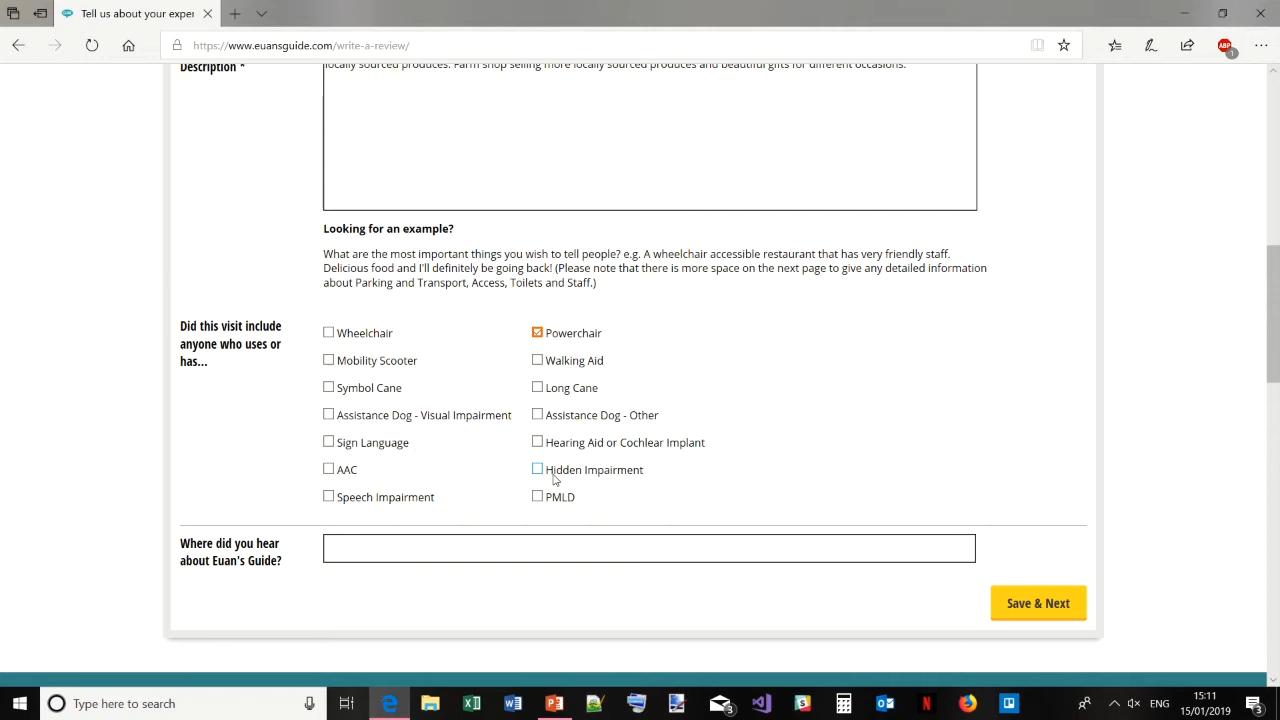 Tell us about your exper
https://www.euansguide.com/write-a-review/
ABP
1
Description *
locally sourced produces. Farm shop selling more locally sourced produces and beautiful gifts for different occasions.
Looking for an example?
What are the most important things you wish to tell people? e.g. A wheelchair accessible restaurant that has very friendly staff.
Delicious food and I'll definitely be going back! (Please note that there is more space on the next page to give any detailed information
about Parking and Transport, Access, Toilets and Staff.)
Did this visit include
anyone who uses or
has...
Wheelchair
Powerchair
Mobility Scooter
Walking Aid
Symbol Cane
Long Cane
Assistance Dog - Visual Impairment
Assistance Dog - Other
Sign Language
Hearing Aid or Cochlear Implant
AAC
Hidden Impairment
Speech Impairment
PMLD
Where did you hear
about Euan's Guide?
Save & Next
Type here to search
3
ENG
15:11
15/01/2019
3